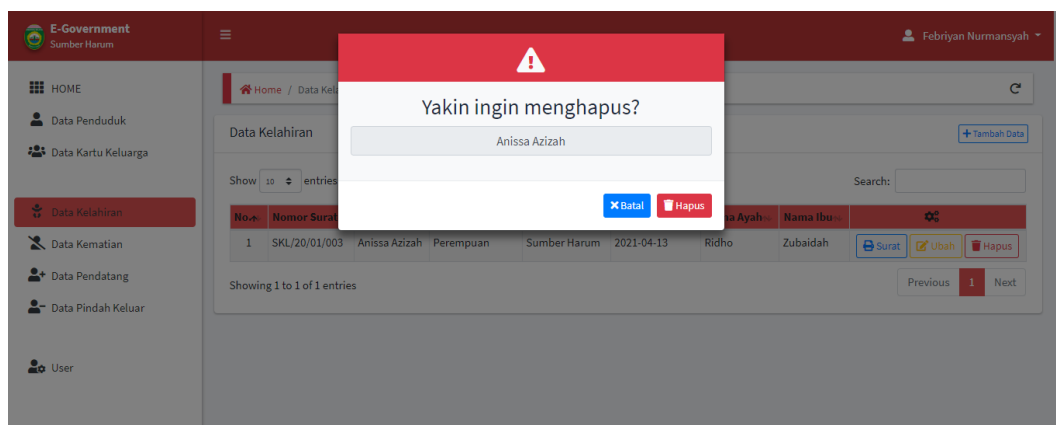 E-Government
Sumber Harum
Febriyan Nurmansyah
HOME
Data Penduduk
Data Kartu Keluarga
Data Kelahiran
Data Kematian
Data Pendatang
Data Pindah Keluar
User
Home / Data Kela
Yakin ingin menghapus?
Anissa Azizah
Batal Hapus
Data Kelahiran
Tambah Data
Show 10 entries
Search:
No. Nomor Surat a Ayah Nama Ibu
1 SKL/20/01/003 Anissa Azizah Perempuan Sumber Harum 2021-04-13 Ridho Zubaidah Surat Ubah Hapus
Showing 1 to 1 of 1 entries
Previous 1 Next